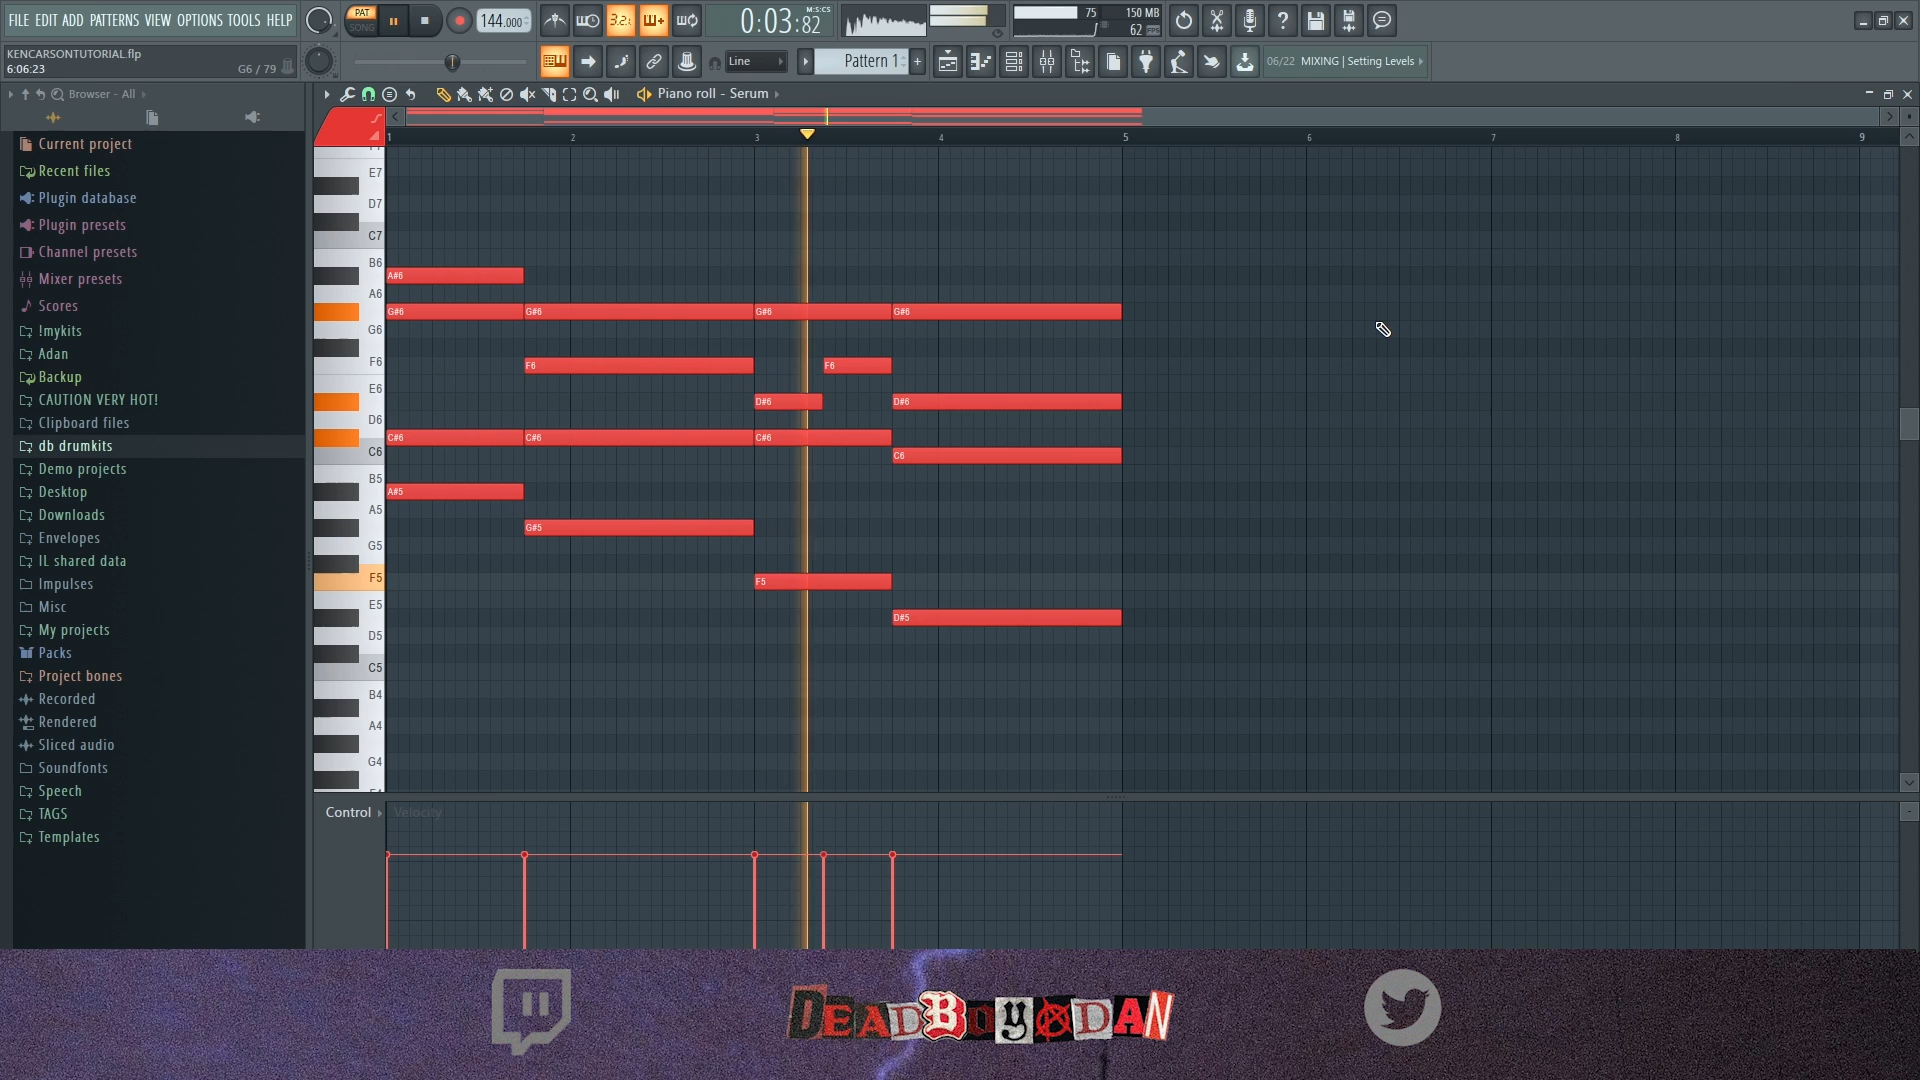 FILE EDIT ADD PATTERNS VIEW OPTIONS TOOLS HELP
PAT
SONG
144.000
3.2.
0:03:82
M:S:CS
75
150 MB
62
KENCARSONTUTORIAL.flp
6:06:23
G6 / 79
Line
Pattern 1
06/22 MIXING | Setting Levels
Browser - All
Piano roll - Serum
Current project
Recent files
Plugin database
Plugin presets
Channel presets
Mixer presets
Scores
!mykits
Adan
Backup
CAUTION VERY HOT!
Clipboard files
db drumkits
Demo projects
Desktop
Downloads
Envelopes
IL shared data
Impulses
Misc
My projects
Packs
Project bones
Recorded
Rendered
Sliced audio
Soundfonts
Speech
TAGS
Templates
1 2 3 4 5 6 7 8 9
E7
D7
C7
B6
A#6
A6
G#6 G#6 G#6 G#6
G6
F6 F6 F6
E6
D#6 D#6
D6
C#6 C#6 C#6
C6 C6
B5
A#5
A5
G#5
G5
F5 F5
E5
D#5
D5
C5
B4
A4
G4
Control
Velocity
DEADBOYADAN